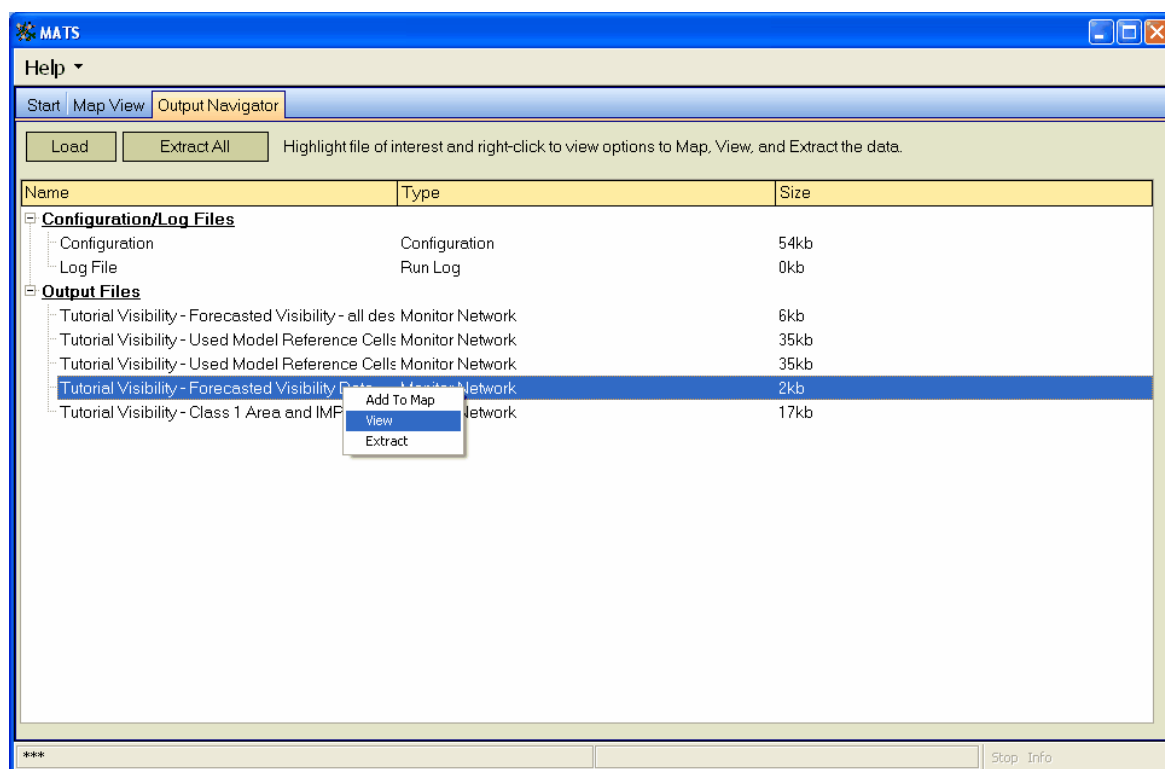 MATS
Help
Start Map View Output Navigator
Load Extract All Highlight file of interest and right-click to view options to Map, View, and Extract the data.
Name Type Size
Configuration/Log Files
Configuration Configuration 54kb
Log File Run Log 0kb
Output Files
Tutorial Visibility - Forecasted Visibility - all des Monitor Network 6kb
Tutorial Visibility - Used Model Reference Cells Monitor Network 35kb
Tutorial Visibility - Used Model Reference Cells Monitor Network 35kb
Tutorial Visibility - Forecasted Visibility Data Monitor Network 2kb
Tutorial Visibility - Class 1 Area and IMP Network 17kb
Add To Map
View
Extract
*** Stop Info